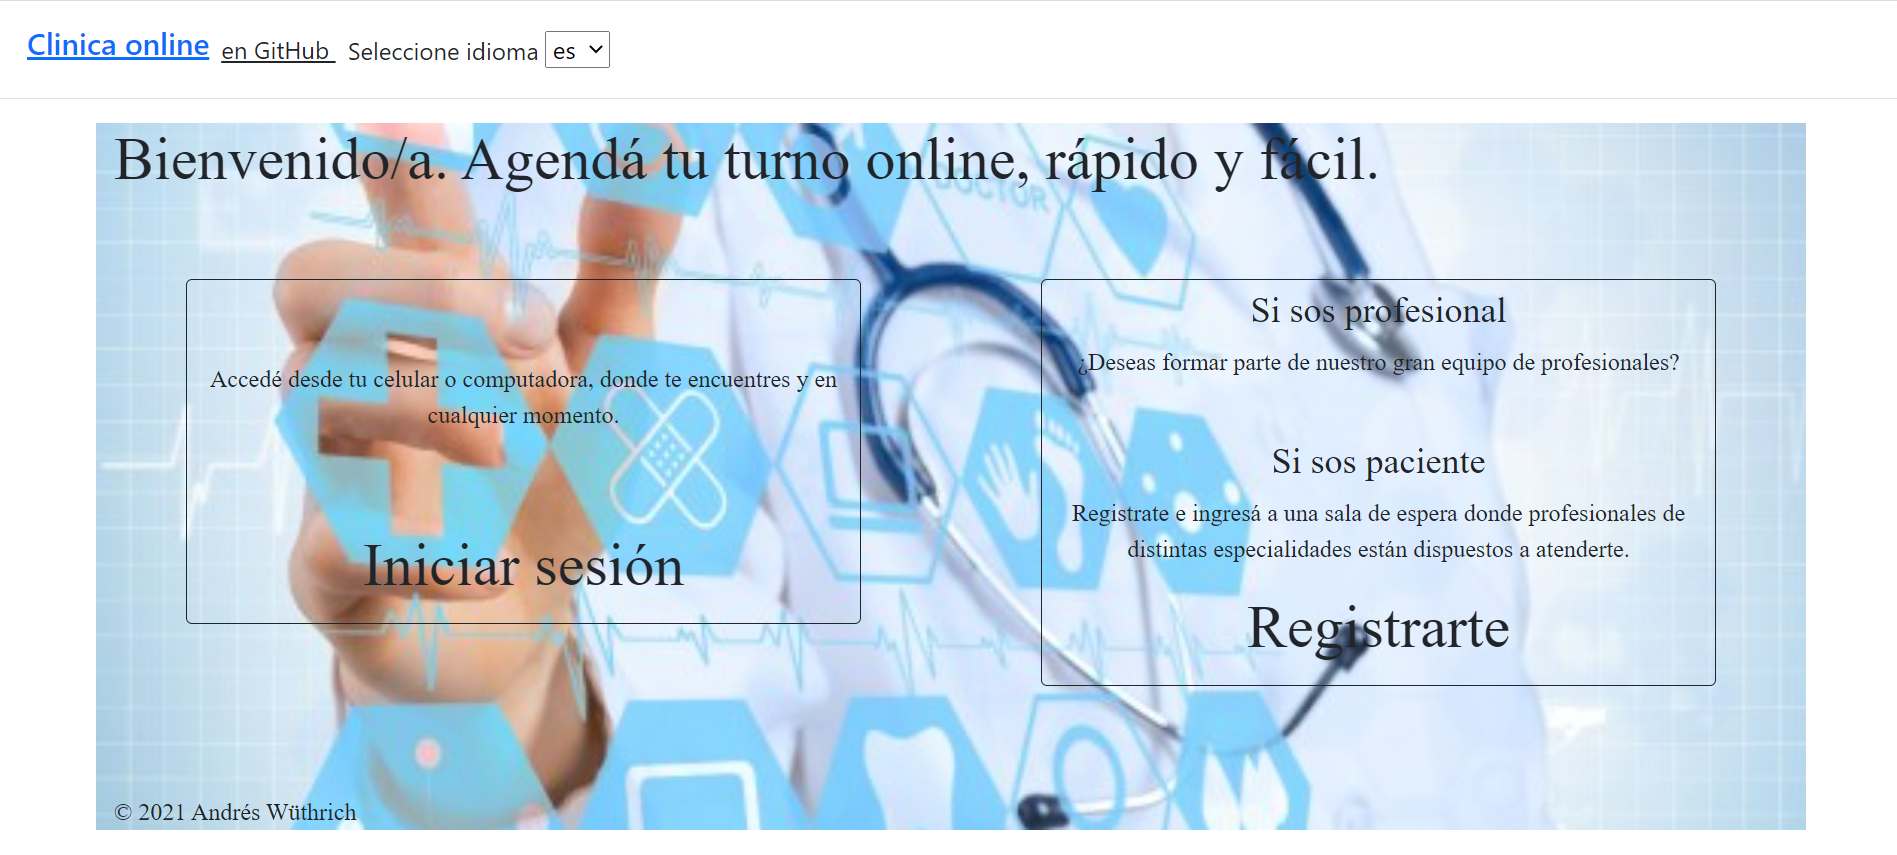 Clinica online en GitHub Seleccione idioma es
Bienvenido/a. Agendá tu turno online, rápido y fácil.
DOCTOR
Accedé desde tu celular o computadora, donde te encuentres y en
cualquier momento.
Iniciar sesión
Si sos profesional
¿Deseas formar parte de nuestro gran equipo de profesionales?
Si sos paciente
Registrate e ingresá a una sala de espera donde profesionales de
distintas especialidades están dispuestos a atenderte.
Registrarte
© 2021 Andrés Wüthrich